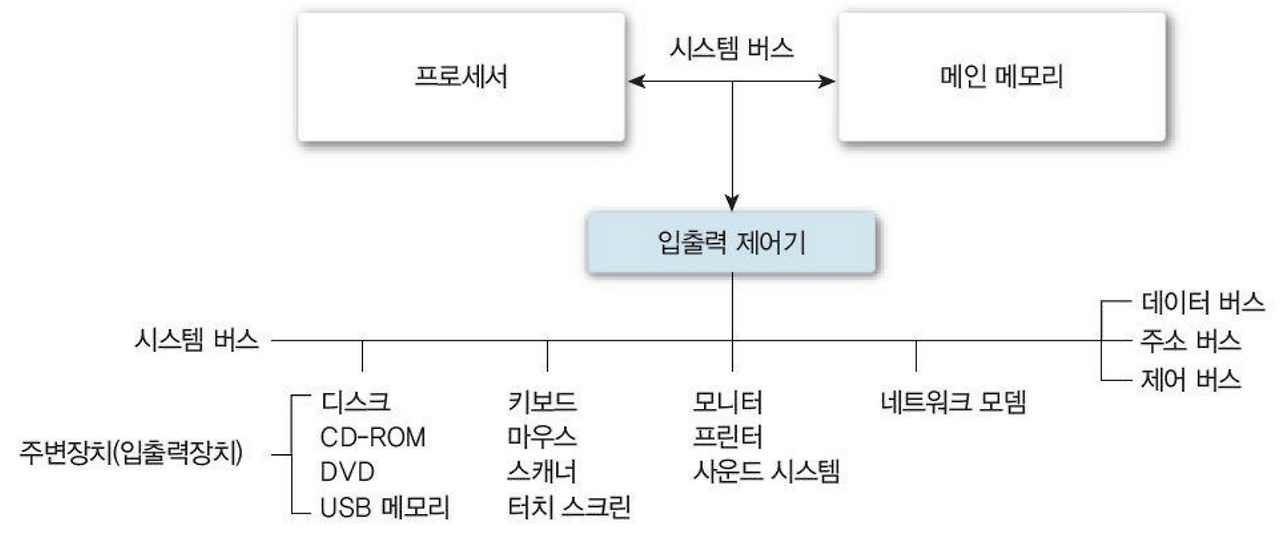 시스템 버스
프로세서
메인 메모리
입출력 제어기
시스템 버스
데이터 버스
주소 버스
제어 버스
주변장치(입출력장치)
디스크
CD-ROM
DVD
USB 메모리
키보드
마우스
스캐너
터치 스크린
모니터
프린터
사운드 시스템
네트워크 모뎀